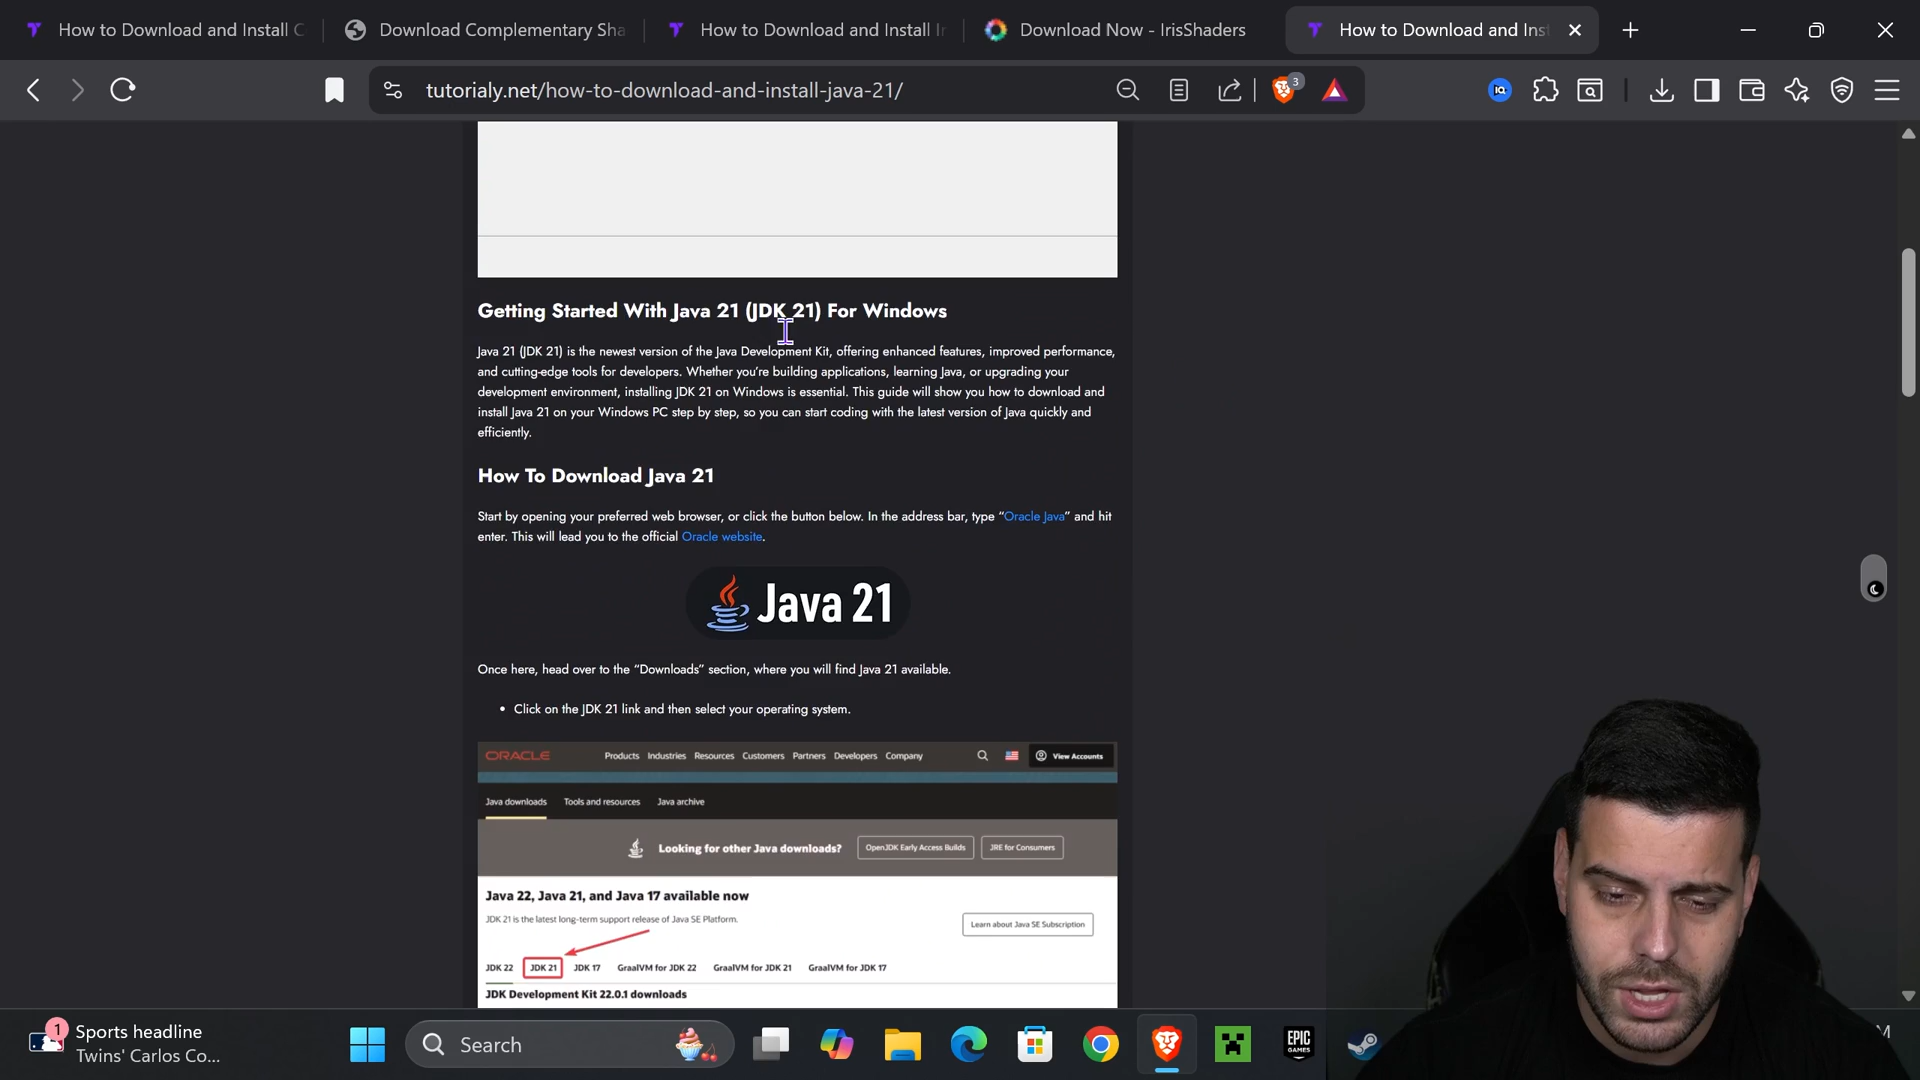 How to Download and Install C
Download Complementary Sha
How to Download and Install Ir
Download Now - IrisShaders
How to Download and Inst
tutorialy.net/how-to-download-and-install-java-21/
3
Getting Started With Java 21 (JDK 21) For Windows
Java 21 (JDK 21) is the newest version of the Java Development Kit, offering enhanced features, improved performance,
and cutting-edge tools for developers. Whether you're building applications, learning Java, or upgrading your
development environment, installing JDK 21 on Windows is essential. This guide will show you how to download and
install Java 21 on your Windows PC step by step, so you can start coding with the latest version of Java quickly and
efficiently.
How To Download Java 21
Start by opening your preferred web browser, or click the button below. In the address bar, type “Oracle Java” and hit
enter. This will lead you to the official Oracle website.
Java 21
Once here, head over to the “Downloads” section, where you will find Java 21 available.
• Click on the JDK 21 link and then select your operating system.
ORACLE Products Industries Resources Customers Partners Developers Company View Accounts
Java downloads Tools and resources Java archive
Looking for other Java downloads? OpenJDK Early Access Builds JRE for Consumers
Java 22, Java 21, and Java 17 available now
JDK 21 is the latest long-term support release of Java SE Platform.
Learn about Java SE Subscription
JDK 22 JDK 21 JDK 17 GraalVM for JDK 22 GraalVM for JDK 21 GraalVM for JDK 17
JDK Development Kit 22.0.1 downloads
1
Sports headline
Twins' Carlos Co...
Search
EPIC
GAMES
M